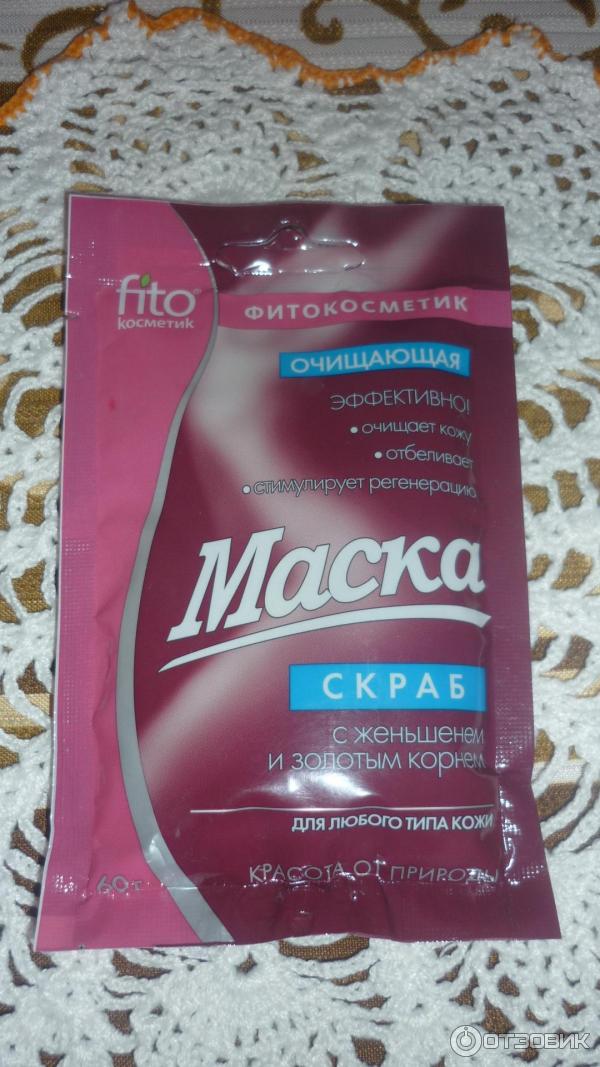 fito®
косметик
ФИТОКОСМЕТИК
ОЧИЩАЮЩАЯ
ЭФФЕКТИВНО!
• очищает кожу
• отбеливает
• стимулирует регенерацию
Маска
СКРАБ
с женьшенем
и золотым корнем
ДЛЯ ЛЮБОГО ТИПА КОЖИ
60 г.
КРАСОТА ОТ ПРИРОДЫ
ОТЗОВИК